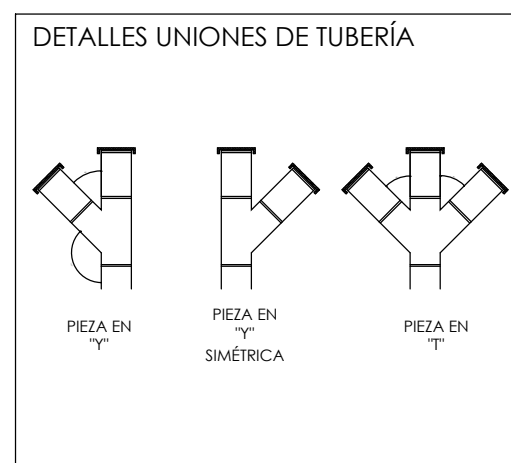 DETALLES UNIONES DE TUBERÍA
PIEZA EN
"Y"
PIEZA EN
"Y"
SIMÉTRICA
PIEZA EN
"T"